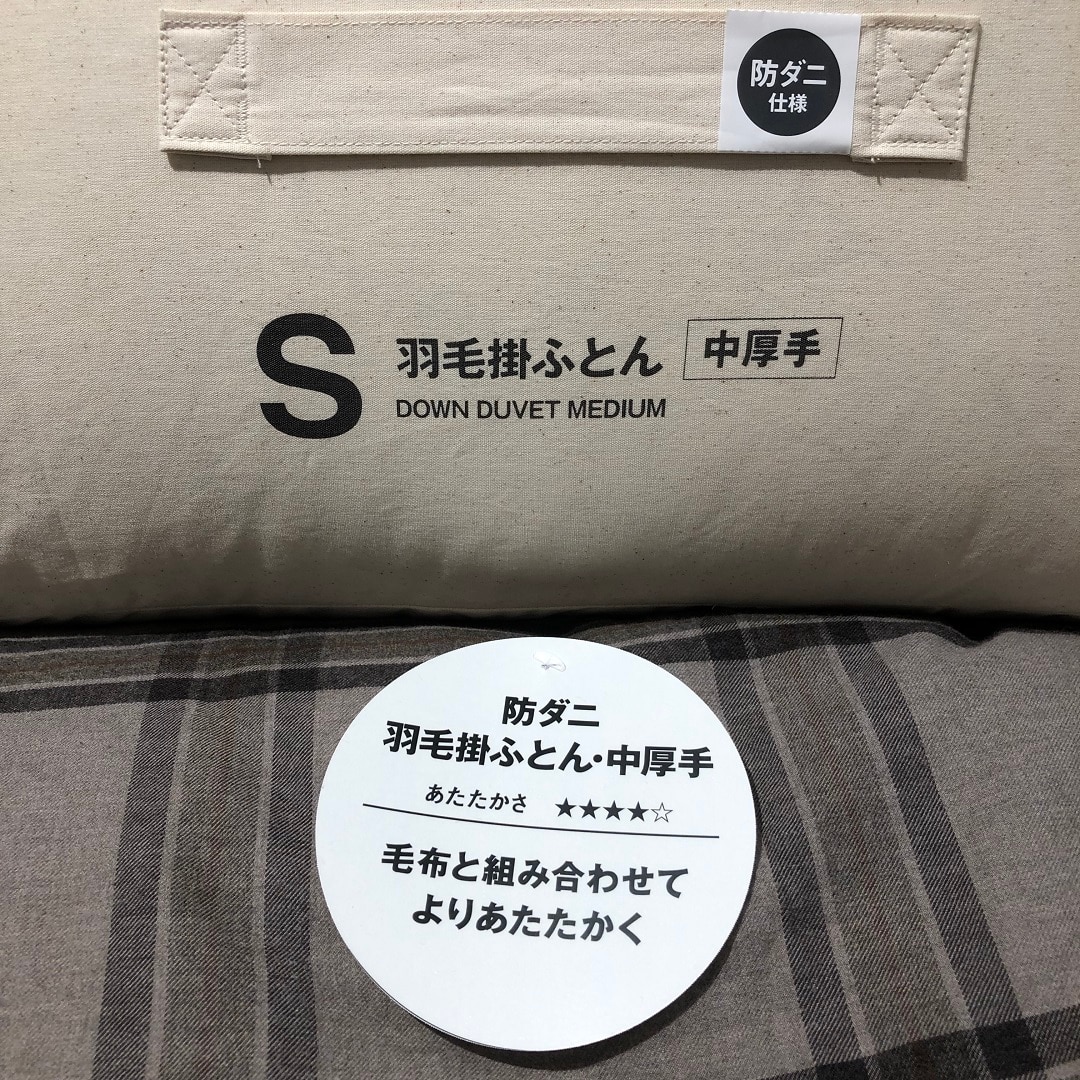 防ダニ
仕様
S
羽毛掛ふとん 中厚手
DOWN DUVET MEDIUM
防ダニ
羽毛掛ふとん・中厚手
あたたかさ ★★★★☆
毛布と組み合わせて
よりあたたかく